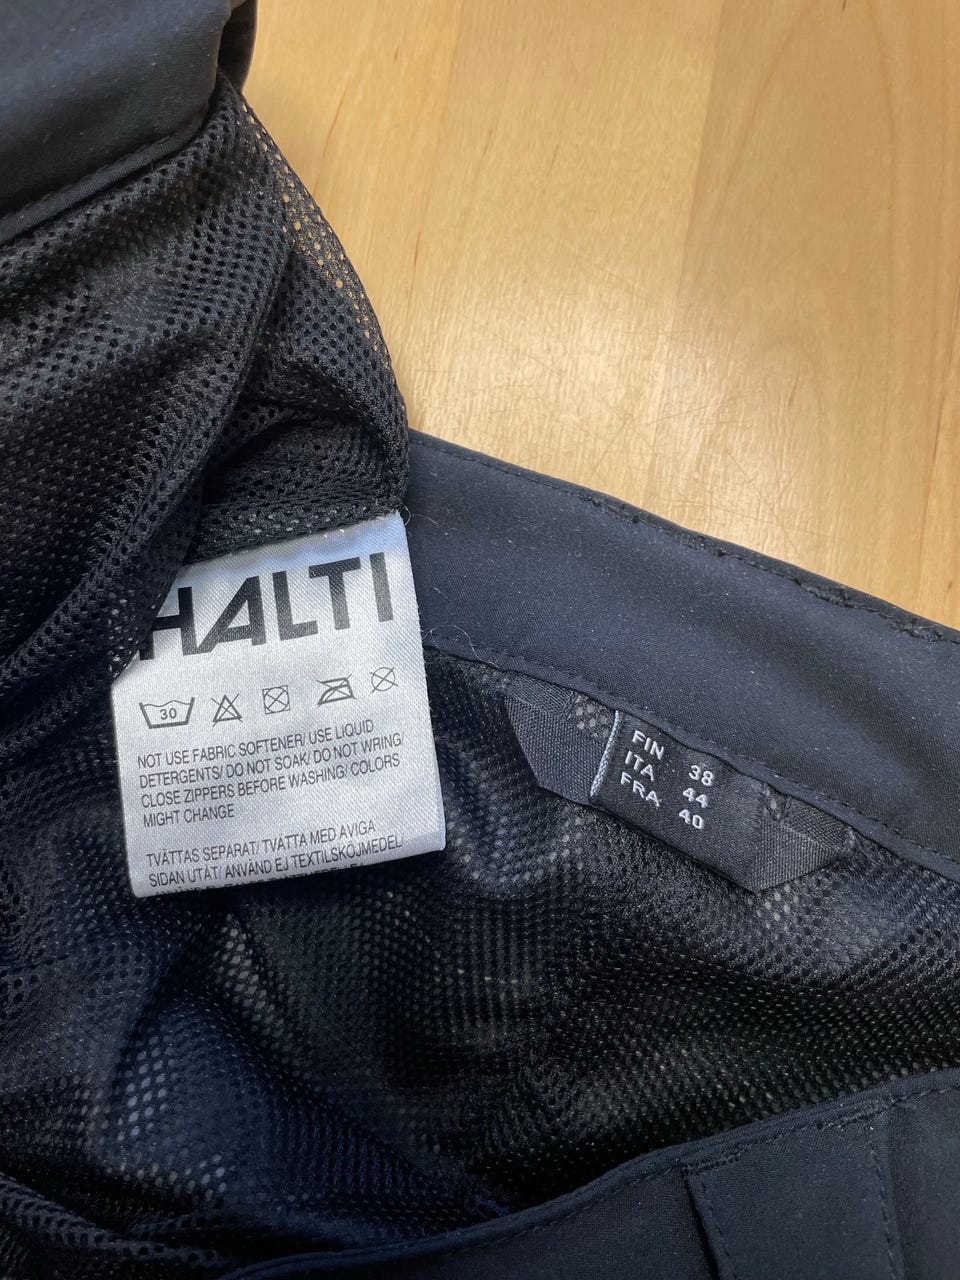 HALTI
30
NOT USE FABRIC SOFTENER/ USE LIQUID
DETERGENTS/ DO NOT SOAK/ DO NOT WRING/
CLOSE ZIPPERS BEFORE WASHING/ COLORS
MIGHT CHANGE
TVÄTTAS SEPARAT/ TVÄTTA MED AVIGA
SIDAN UTÅT/ ANVÄND EJ TEXTILSKÖJMEDEL/
FIN 38
ITA 44
FRA 40